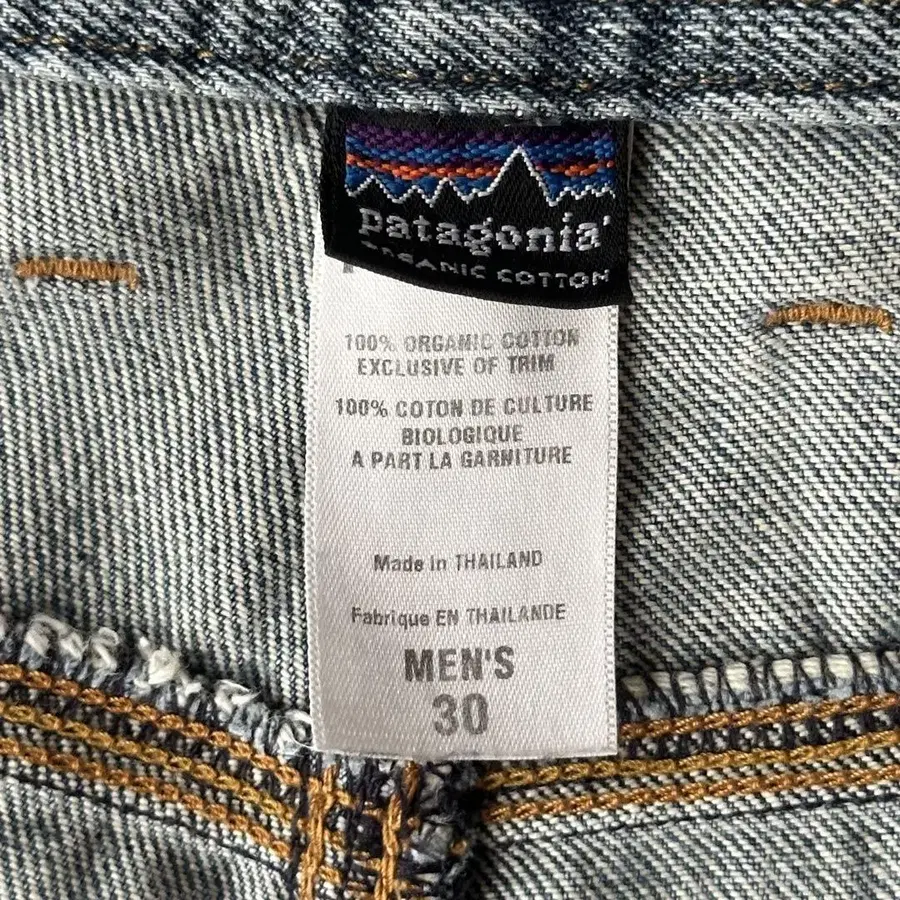 patagonia®
ORGANIC COTTON
100% ORGANIC COTTON
EXCLUSIVE OF TRIM
100% COTON DE CULTURE
BIOLOGIQUE
A PART LA GARNITURE
Made in THAILAND
Fabrique EN THAILANDE
MEN'S
30